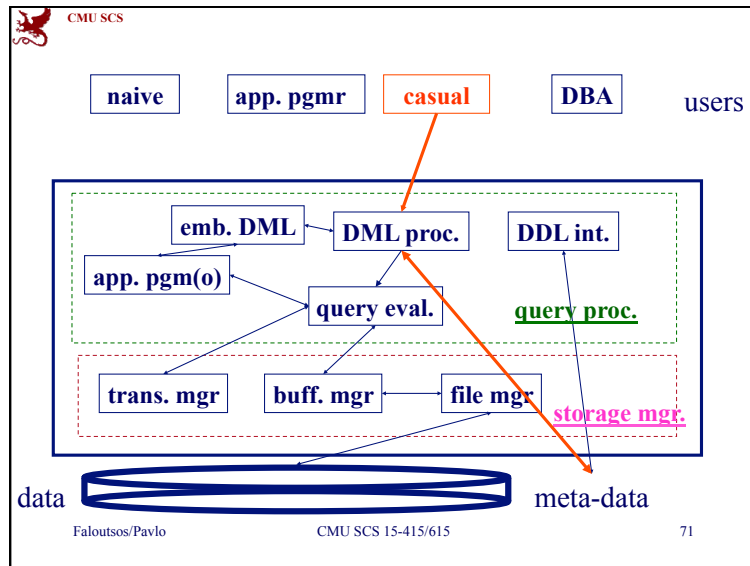 CMU SCS
naive
app. pgmr
casual
DBA
users
emb. DML
DML proc.
DDL int.
app. pgm(o)
query eval.
query proc.
trans. mgr
buff. mgr
file mgr
storage mgr.
data
meta-data
Faloutsos/Pavlo
CMU SCS 15-415/615
71